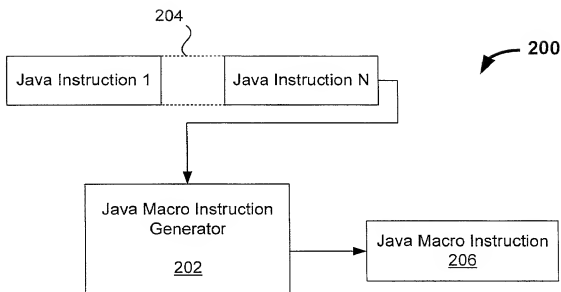 204
200
Java Instruction 1
Java Instruction N
Java Macro Instruction
Generator
202
Java Macro Instruction
206